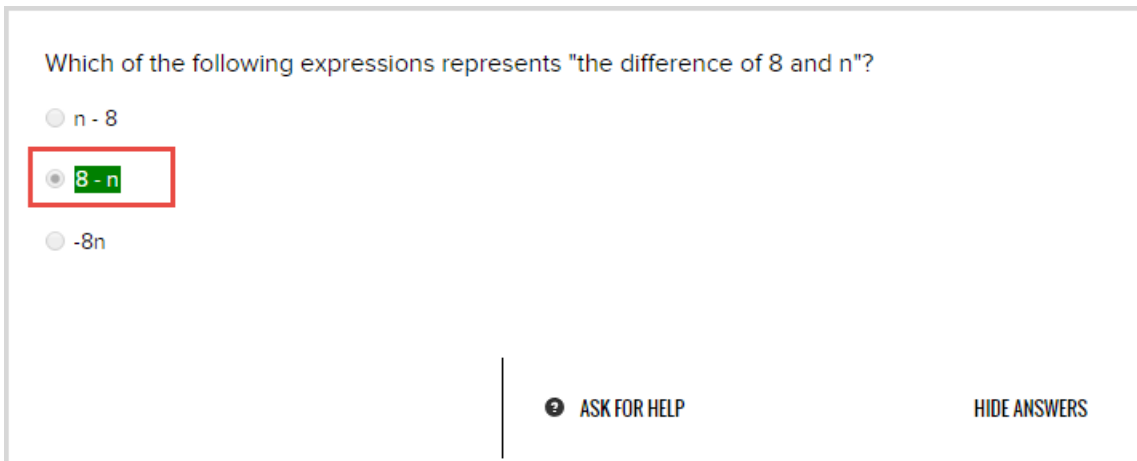 Which of the following expressions represents "the difference of 8 and n"?
n - 8
8 - n
-8n
? ASK FOR HELP HIDE ANSWERS